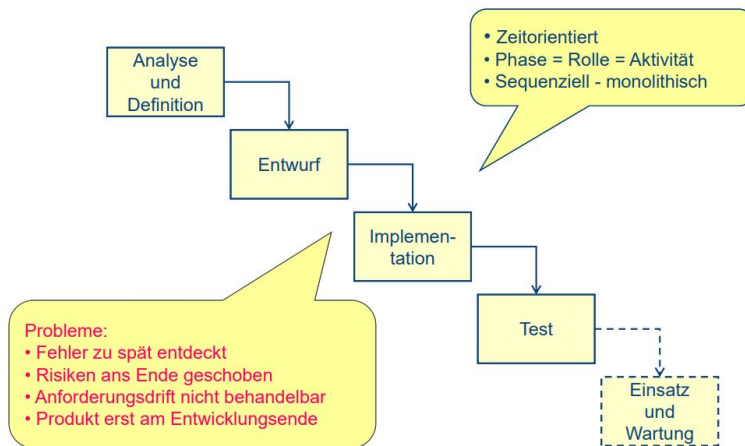 Analyse
und
Definition
• Zeitorientiert
• Phase = Rolle = Aktivität
• Sequenziell - monolithisch
Entwurf
Implemen-
tation
Test
Probleme:
• Fehler zu spät entdeckt
• Risiken ans Ende geschoben
• Anforderungsdrift nicht behandelbar
• Produkt erst am Entwicklungsende
Einsatz
und
Wartung